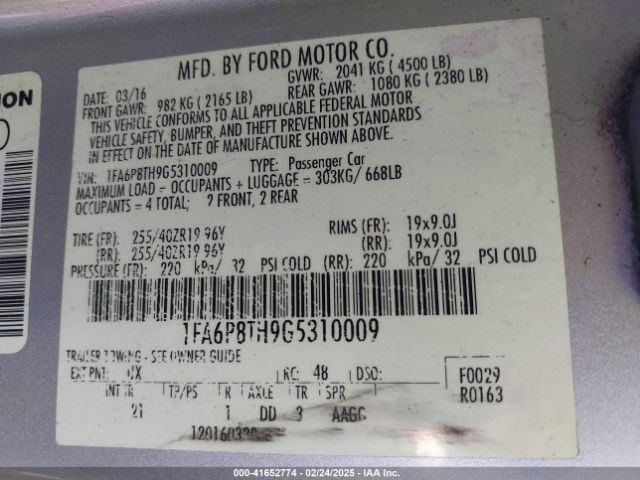 MFD. BY FORD MOTOR CO.
DATE: 03/16 GVWR: 2041 KG ( 4500 LB)
FRONT GAWR: 982 KG ( 2165 LB) REAR GAWR: 1080 KG ( 2380 LB)
THIS VEHICLE CONFORMS TO ALL APPLICABLE FEDERAL MOTOR
VEHICLE SAFETY, BUMPER, AND THEFT PREVENTION STANDARDS
IN EFFECT ON THE DATE OF MANUFACTURE SHOWN ABOVE.
VIN: 1FA6P8TH9G5310009 TYPE: Passenger Car
MAXIMUM LOAD = OCCUPANTS + LUGGAGE = 303KG/ 668LB
OCCUPANTS = 4 TOTAL; 2 FRONT, 2 REAR
TIRE (FR): 255/40ZR19 96Y RIMS (FR): 19x9.0J
(RR): 255/40ZR19 96Y (RR): 19x9.0J
PRESSURE (FR): 220 kPa/ 32 PSI COLD (RR): 220 kPa/ 32 PSI COLD
1FA6P8TH9G5310009
TRAILER TOWING - SEE OWNER GUIDE
EXT PNT: UX RC: 48 DSO: F0029
INT TR TP/PS R AXLE TR SPR R0163
21 1 DD 3 AAGG
ION
000-41652774 - 02/24/2025 - IAA Inc.